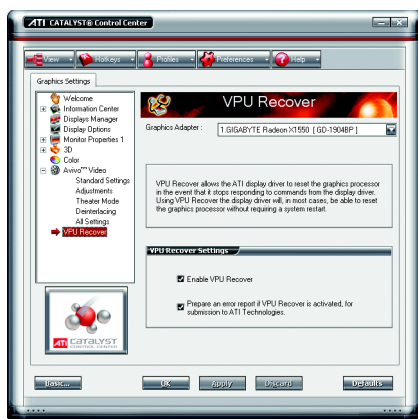 ATI CATALYST® Control Center
View Hotkeys Profiles Preferences Help
Graphics Settings
Welcome
Information Center
Displays Manager
Display Options
Monitor Properties 1
3D
Color
Avivo™ Video
Standard Settings
Adjustments
Theater Mode
Deinterlacing
All Settings
VPU Recover
VPU Recover
Graphics Adapter :
1.GIGABYTE Radeon X1550 [ GD-1904BP ]
VPU Recover allows the ATI display driver to reset the graphics processor
in the event that it stops responding to commands from the display driver.
Using VPU Recover the display driver will, in most cases, be able to reset
the graphics processor without requiring a system restart.
VPU Recover Settings
Enable VPU Recover
Prepare an error report if VPU Recover is activated, for
submission to ATI Technologies.
ATI CATALYST
CONTROL CENTER
Basic...
OK
Apply
Discard
Defaults